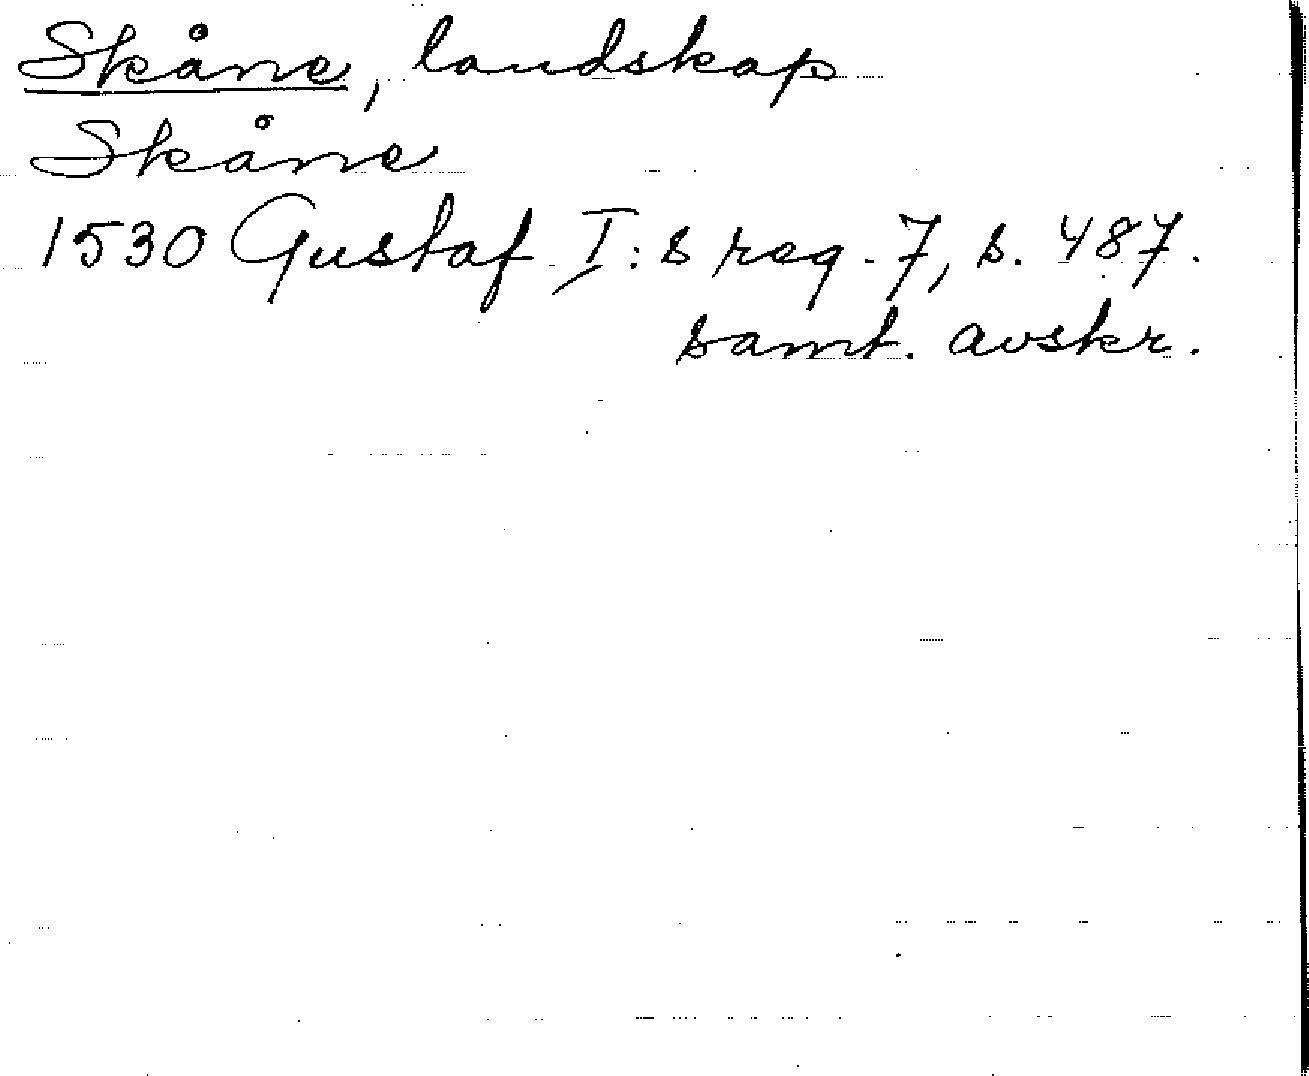 Skåne, landskap
Skåne
1530 Gustaf I:s reg. 7, s. 487.
samt. avskr.